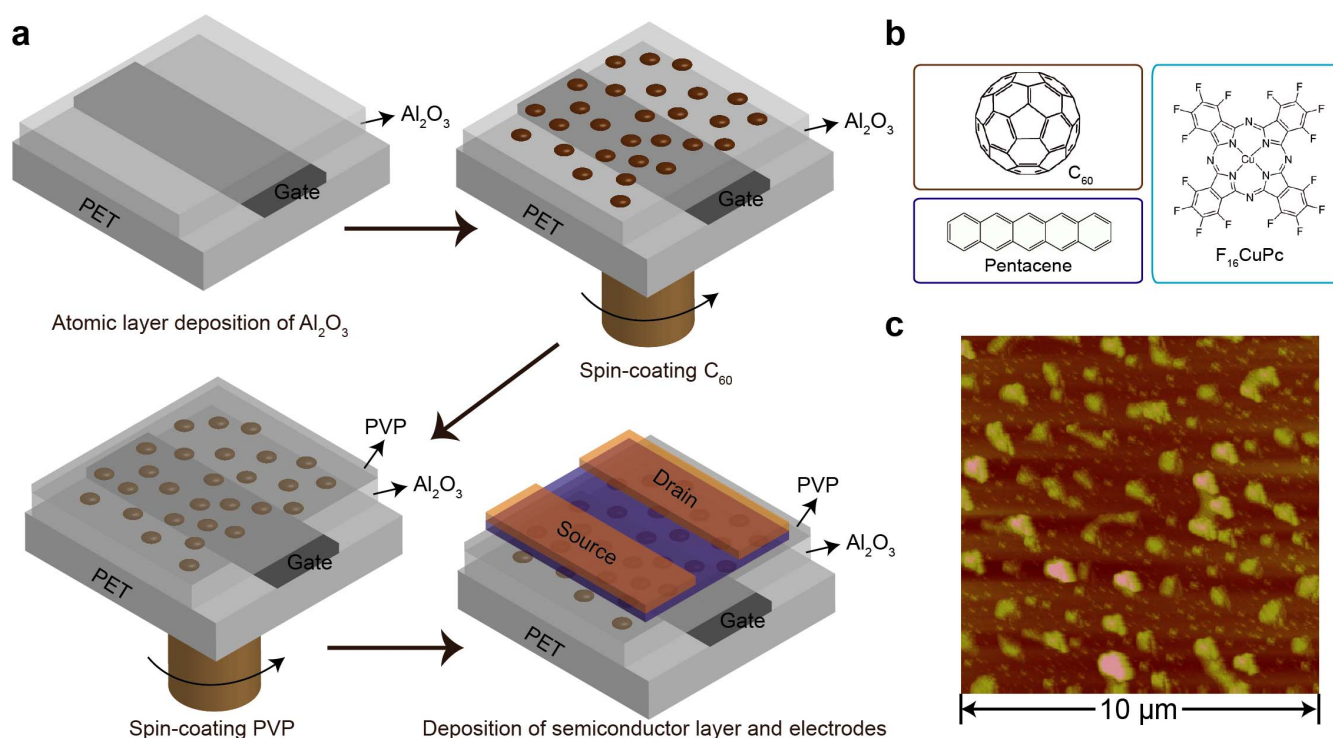 a
Al₂O₃
Gate
PET
Atomic layer deposition of Al₂O₃
Al₂O₃
Gate
PET
Spin-coating C₆₀
PVP
Al₂O₃
Gate
PET
Spin-coating PVP
Drain
Source
PVP
Al₂O₃
Gate
PET
Deposition of semiconductor layer and electrodes
b
C₆₀
Pentacene
F F
F F
F F
F F
N N N
N N
Cu
N N N
F F
F F
F F
F F
F₁₆CuPc
c
10 µm